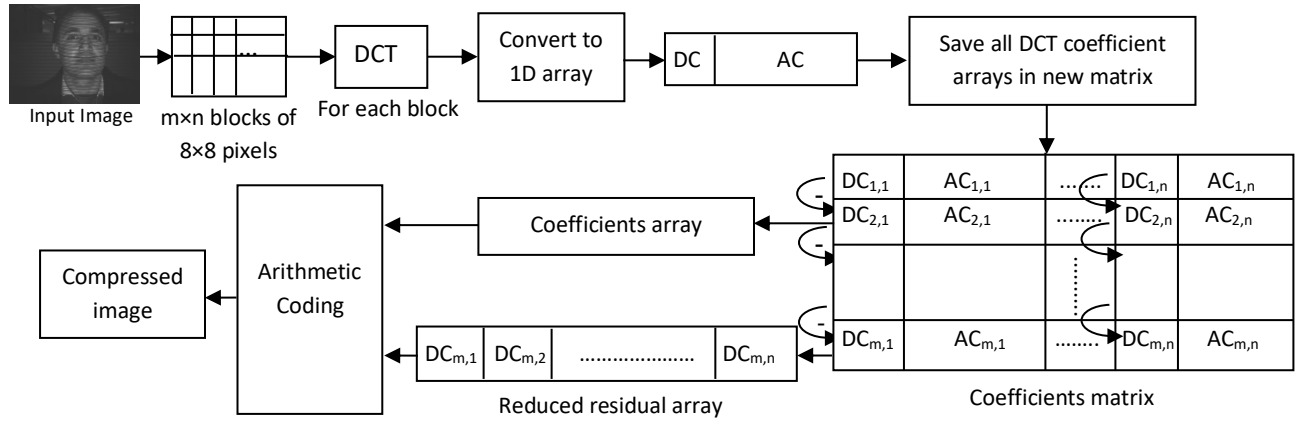 Input Image
...
m×n blocks of
8×8 pixels
DCT
For each block
Convert to
1D array
DC AC
Save all DCT coefficient
arrays in new matrix
DC1,1 AC1,1 ........ DC1,n AC1,n
-
DC2,1 AC2,1 ........ DC2,n AC2,n
-
........
-
DCm,1 ACm,1 ........ DCm,n ACm,n
Coefficients matrix
Coefficients array
DCm,1 DCm,2 ...................... DCm,n
Reduced residual array
Arithmetic
Coding
Compressed
image